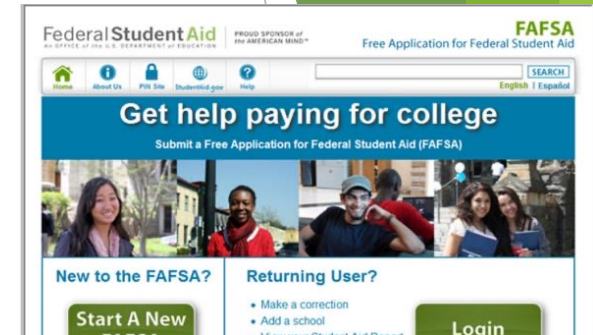 Federal Student Aid
An OFFICE of the U.S. DEPARTMENT of EDUCATION
PROUD SPONSOR of
the AMERICAN MIND™
FAFSA
Free Application for Federal Student Aid
Home
About Us
PIN Site
StudentAid.gov
Help
SEARCH
English | Español
Get help paying for college
Submit a Free Application for Federal Student Aid (FAFSA)
New to the FAFSA?
Start A New
Returning User?
• Make a correction
• Add a school
Login